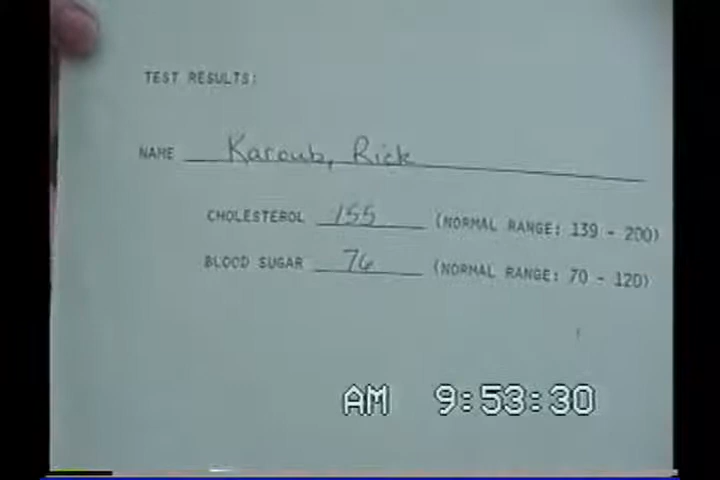 TEST RESULTS:
NAME Karoub, Rick
CHOLESTEROL 155 (NORMAL RANGE: 139 - 200)
BLOOD SUGAR 76 (NORMAL RANGE: 70 - 120)
AM 9:53:30